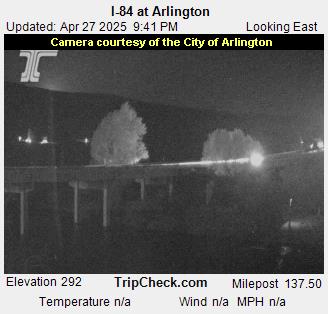 I-84 at Arlington
Updated: Apr 27 2025 9:41 PM Looking East
Camera courtesy of the City of Arlington
Elevation 292 TripCheck.com Milepost 137.50
Temperature n/a Wind n/a MPH n/a